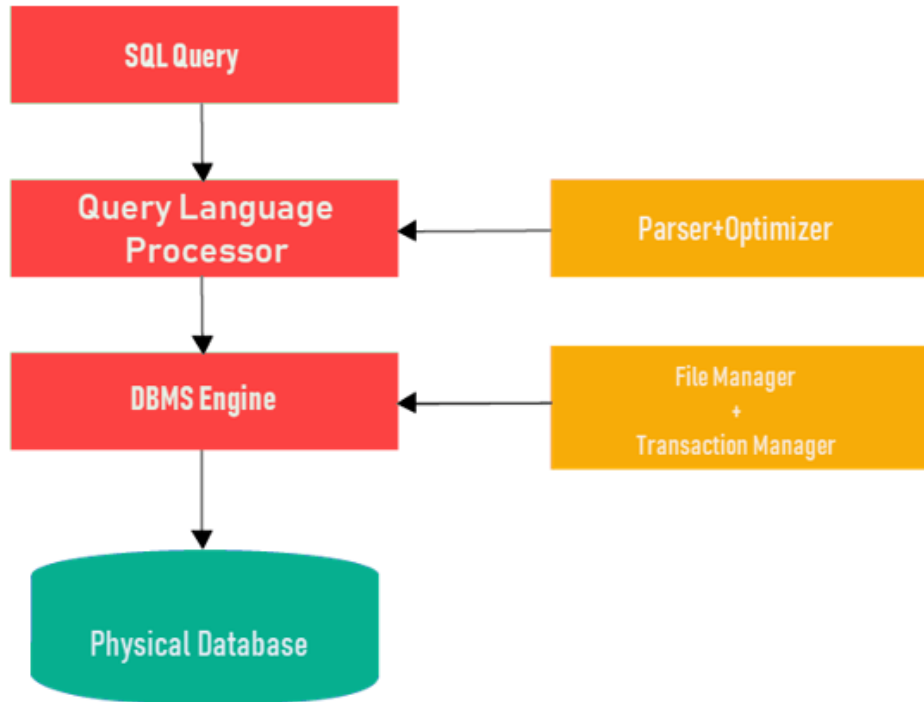 SQL Query
Query Language
Processor
Parser+Optimizer
DBMS Engine
File Manager
+
Transaction Manager
Physical Database